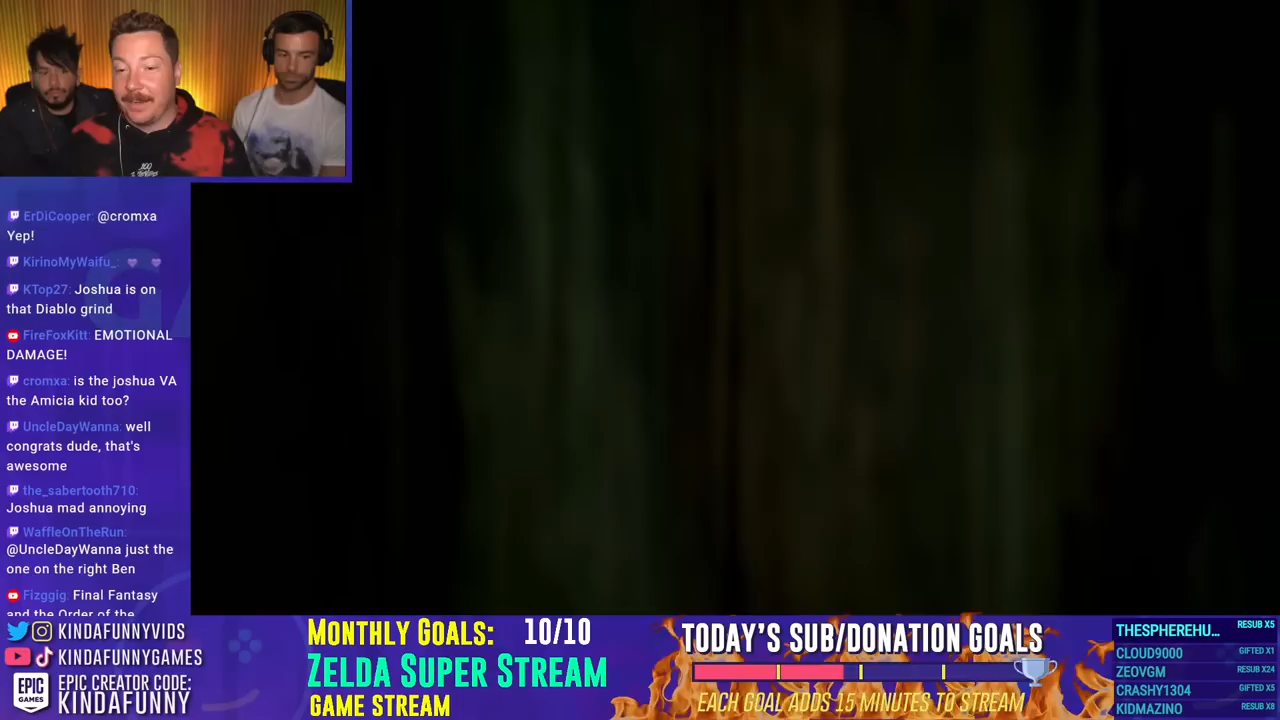 ErDiCooper: @cromxa
Yep!
KirinoMyWaifu_:
KTop27: Joshua is on
that Diablo grind
FireFoxKitt: EMOTIONAL
DAMAGE!
cromxa: is the joshua VA
the Amicia kid too?
UncleDayWanna: well
congrats dude, that's
awesome
the_sabertooth710:
Joshua mad annoying
WaffleOnTheRun:
@UncleDayWanna just the
one on the right Ben
Fizggig: Final Fantasy
and the Order of the
KINDAFUNNYVIDS
KINDAFUNNYGAMES
EPIC GAMES
EPIC CREATOR CODE:
KINDAFUNNY
MONTHLY GOALS: 10/10
ZELDA SUPER STREAM
GAME STREAM
TODAY'S SUB/DONATION GOALS
EACH GOAL ADDS 15 MINUTES TO STREAM
THESPHEREHU... RESUB X5
CLOUD9000 GIFTED X1
ZEOVGM RESUB X24
CRASHY1304 GIFTED X5
KIDMAZINO RESUB X8